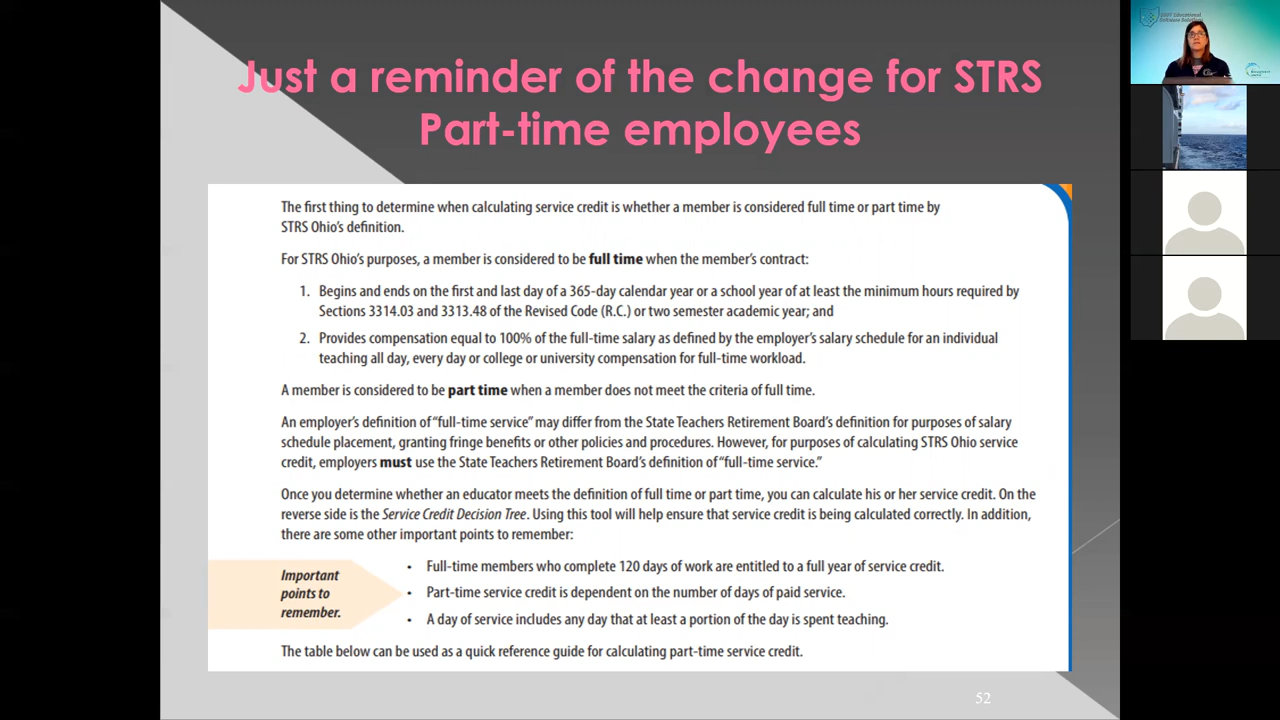 Just a reminder of the change for STRS
Part-time employees
The first thing to determine when calculating service credit is whether a member is considered full time or part time by
STRS Ohio's definition.
For STRS Ohio's purposes, a member is considered to be full time when the member's contract:
1. Begins and ends on the first and last day of a 365-day calendar year or a school year of at least the minimum hours required by
Sections 3314.03 and 3313.48 of the Revised Code (R.C.) or two semester academic year; and
2. Provides compensation equal to 100% of the full-time salary as defined by the employer's salary schedule for an individual
teaching all day, every day or college or university compensation for full-time workload.
A member is considered to be part time when a member does not meet the criteria of full time.
An employer's definition of "full-time service" may differ from the State Teachers Retirement Board's definition for purposes of salary
schedule placement, granting fringe benefits or other policies and procedures. However, for purposes of calculating STRS Ohio service
credit, employers must use the State Teachers Retirement Board's definition of "full-time service."
Once you determine whether an educator meets the definition of full time or part time, you can calculate his or her service credit. On the
reverse side is the Service Credit Decision Tree. Using this tool will help ensure that service credit is being calculated correctly. In addition,
there are some other important points to remember:
Important
points to
remember.
• Full-time members who complete 120 days of work are entitled to a full year of service credit.
• Part-time service credit is dependent on the number of days of paid service.
• A day of service includes any day that at least a portion of the day is spent teaching.
The table below can be used as a quick reference guide for calculating part-time service credit.
52